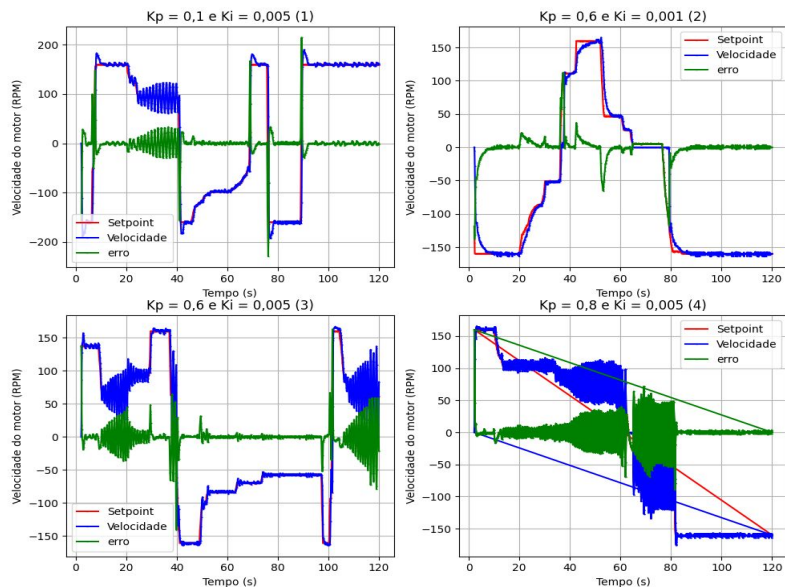 Kp = 0,1 e Ki = 0,005 (1)
Velocidade do motor (RPM)
200
100
0
−100
−200
Setpoint
Velocidade
erro
0 20 40 60 80 100 120
Tempo (s)
Kp = 0,6 e Ki = 0,001 (2)
Velocidade do motor (RPM)
150
100
50
0
−50
−100
−150
Setpoint
Velocidade
erro
0 20 40 60 80 100 120
Tempo (s)
Kp = 0,6 e Ki = 0,005 (3)
Velocidade do motor (RPM)
150
100
50
0
−50
−100
−150
Setpoint
Velocidade
erro
0 20 40 60 80 100 120
Tempo (s)
Kp = 0,8 e Ki = 0,005 (4)
Velocidade do motor (RPM)
150
100
50
0
−50
−100
−150
Setpoint
Velocidade
erro
0 20 40 60 80 100 120
Tempo (s)